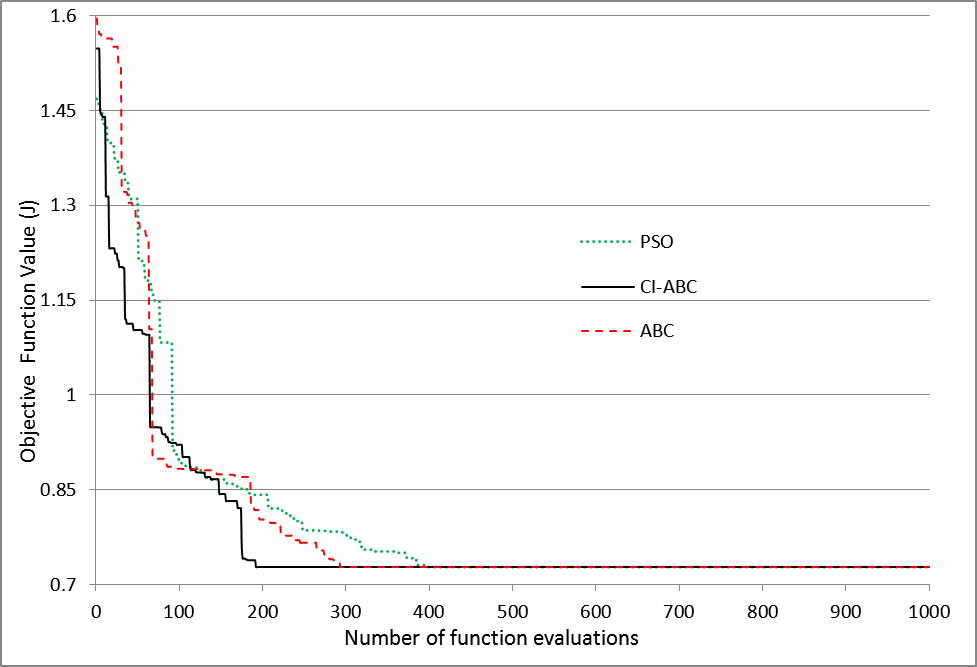 1.6
1.45
1.3
1.15
1
0.85
0.7
Objective Function Value (J)
PSO
CI-ABC
ABC
0 100 200 300 400 500 600 700 800 900 1000
Number of function evaluations